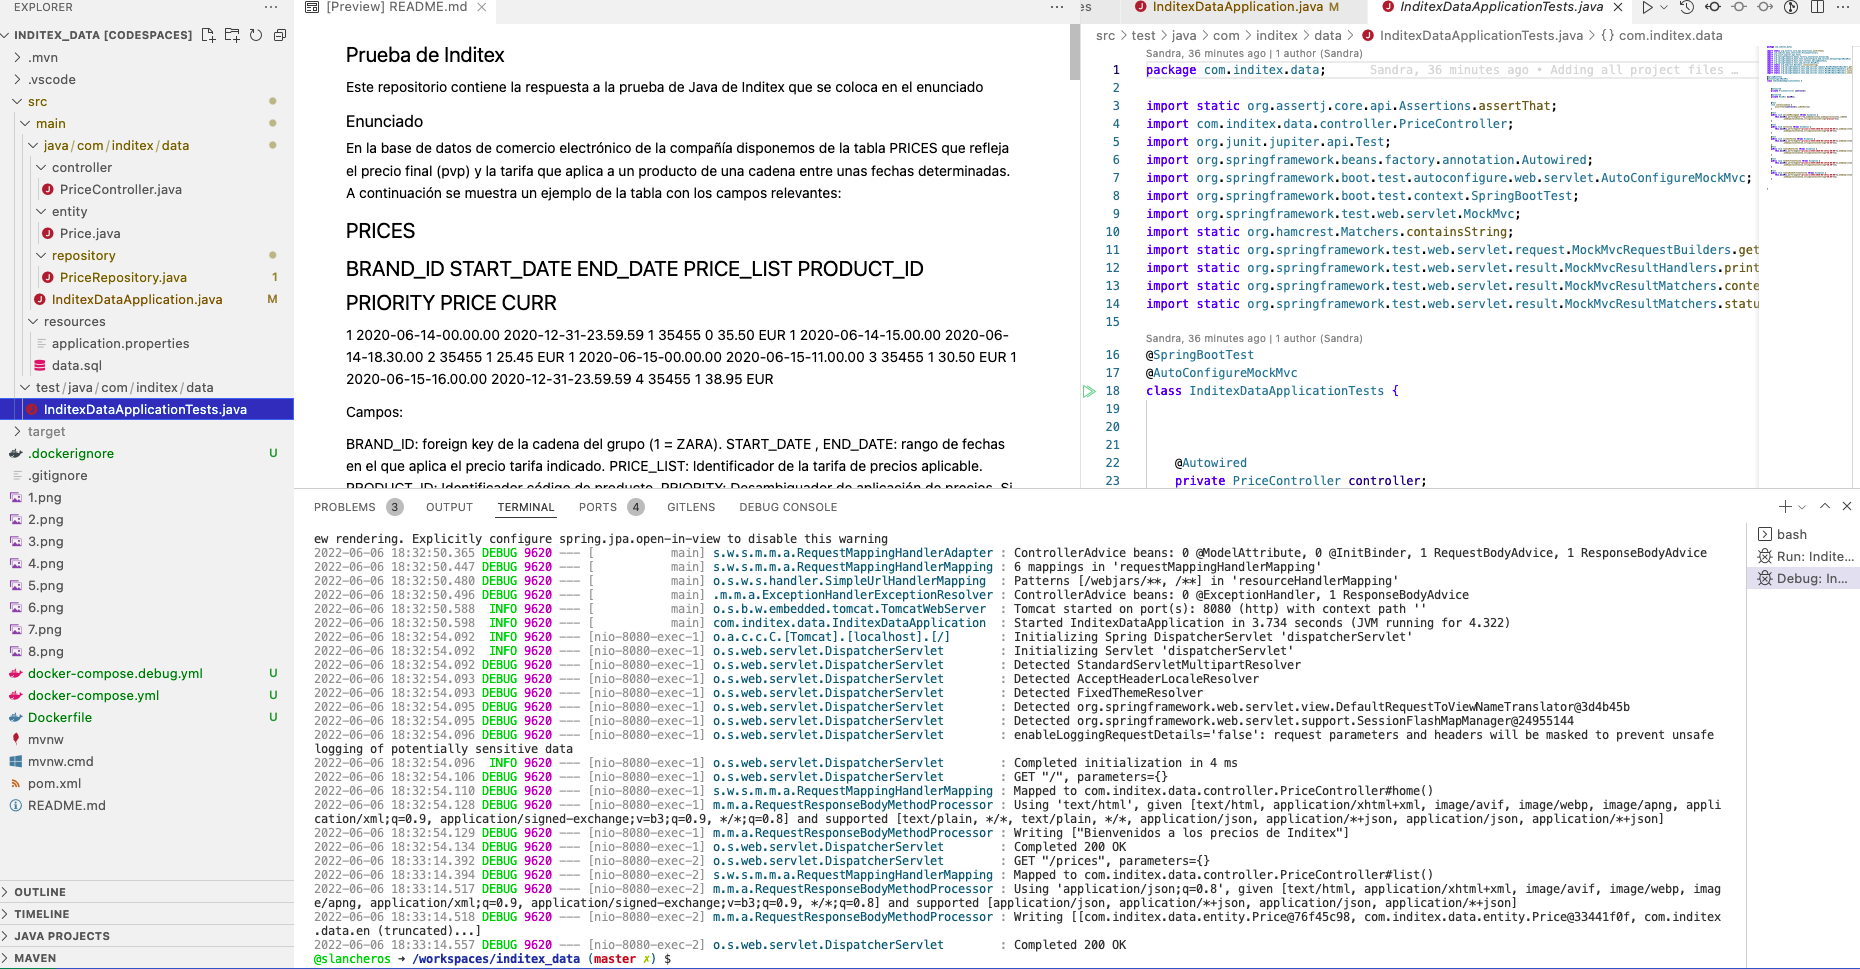 EXPLORER
INDITEX_DATA [CODESPACES]
.mvn
.vscode
src
main
java/com/inditex/data
controller
PriceController.java
entity
Price.java
repository
PriceRepository.java 1
InditexDataApplication.java M
resources
application.properties
data.sql
test/java/com/inditex/data
InditexDataApplicationTests.java
target
.dockerignore U
.gitignore
1.png
2.png
3.png
4.png
5.png
6.png
7.png
8.png
docker-compose.debug.yml U
docker-compose.yml U
Dockerfile U
mvnw
mvnw.cmd
pom.xml
README.md
OUTLINE
TIMELINE
JAVA PROJECTS
MAVEN
[Preview] README.md
Prueba de Inditex
Este repositorio contiene la respuesta a la prueba de Java de Inditex que se coloca en el enunciado
Enunciado
En la base de datos de comercio electrónico de la compañía disponemos de la tabla PRICES que refleja
el precio final (pvp) y la tarifa que aplica a un producto de una cadena entre unas fechas determinadas.
A continuación se muestra un ejemplo de la tabla con los campos relevantes:
PRICES
BRAND_ID START_DATE END_DATE PRICE_LIST PRODUCT_ID
PRIORITY PRICE CURR
1 2020-06-14-00.00.00 2020-12-31-23.59.59 1 35455 0 35.50 EUR 1 2020-06-14-15.00.00 2020-06-
14-18.30.00 2 35455 1 25.45 EUR 1 2020-06-15-00.00.00 2020-06-15-11.00.00 3 35455 1 30.50 EUR 1
2020-06-15-16.00.00 2020-12-31-23.59.59 4 35455 1 38.95 EUR
Campos:
BRAND_ID: foreign key de la cadena del grupo (1 = ZARA). START_DATE , END_DATE: rango de fechas
en el que aplica el precio tarifa indicado. PRICE_LIST: Identificador de la tarifa de precios aplicable.
PRODUCT_ID: Identificador código de producto. PRIORITY: Desambiguador de aplicación de precios. Si
es
InditexDataApplication.java M
InditexDataApplicationTests.java
src > test > java > com > inditex > data > InditexDataApplicationTests.java > {} com.inditex.data
Sandra, 36 minutes ago | 1 author (Sandra)
1 package com.inditex.data; Sandra, 36 minutes ago • Adding all project files …
2
3 import static org.assertj.core.api.Assertions.assertThat;
4 import com.inditex.data.controller.PriceController;
5 import org.junit.jupiter.api.Test;
6 import org.springframework.beans.factory.annotation.Autowired;
7 import org.springframework.boot.test.autoconfigure.web.servlet.AutoConfigureMockMvc;
8 import org.springframework.boot.test.context.SpringBootTest;
9 import org.springframework.test.web.servlet.MockMvc;
10 import static org.hamcrest.Matchers.containsString;
11 import static org.springframework.test.web.servlet.request.MockMvcRequestBuilders.get
12 import static org.springframework.test.web.servlet.result.MockMvcResultHandlers.print
13 import static org.springframework.test.web.servlet.result.MockMvcResultMatchers.conte
14 import static org.springframework.test.web.servlet.result.MockMvcResultMatchers.statu
15
Sandra, 36 minutes ago | 1 author (Sandra)
16 @SpringBootTest
17 @AutoConfigureMockMvc
18 class InditexDataApplicationTests {
19
20
21
22 @Autowired
23 private PriceController controller;
PROBLEMS 3 OUTPUT TERMINAL PORTS 4 GITLENS DEBUG CONSOLE
ew rendering. Explicitly configure spring.jpa.open-in-view to disable this warning
2022-06-06 18:32:50.365 DEBUG 9620 --- [ main] s.w.s.m.m.a.RequestMappingHandlerAdapter : ControllerAdvice beans: 0 @ModelAttribute, 0 @InitBinder, 1 RequestBodyAdvice, 1 ResponseBodyAdvice
2022-06-06 18:32:50.447 DEBUG 9620 --- [ main] s.w.s.m.m.a.RequestMappingHandlerMapping : 6 mappings in 'requestMappingHandlerMapping'
2022-06-06 18:32:50.480 DEBUG 9620 --- [ main] o.s.w.s.handler.SimpleUrlHandlerMapping : Patterns [/webjars/**, /**] in 'resourceHandlerMapping'
2022-06-06 18:32:50.496 DEBUG 9620 --- [ main] .m.m.a.ExceptionHandlerExceptionResolver : ControllerAdvice beans: 0 @ExceptionHandler, 1 ResponseBodyAdvice
2022-06-06 18:32:50.588 INFO 9620 --- [ main] o.s.b.w.embedded.tomcat.TomcatWebServer : Tomcat started on port(s): 8080 (http) with context path ''
2022-06-06 18:32:50.598 INFO 9620 --- [ main] com.inditex.data.InditexDataApplication : Started InditexDataApplication in 3.734 seconds (JVM running for 4.322)
2022-06-06 18:32:54.092 INFO 9620 --- [nio-8080-exec-1] o.a.c.c.C.[Tomcat].[localhost].[/] : Initializing Spring DispatcherServlet 'dispatcherServlet'
2022-06-06 18:32:54.092 INFO 9620 --- [nio-8080-exec-1] o.s.web.servlet.DispatcherServlet : Initializing Servlet 'dispatcherServlet'
2022-06-06 18:32:54.092 DEBUG 9620 --- [nio-8080-exec-1] o.s.web.servlet.DispatcherServlet : Detected StandardServletMultipartResolver
2022-06-06 18:32:54.093 DEBUG 9620 --- [nio-8080-exec-1] o.s.web.servlet.DispatcherServlet : Detected AcceptHeaderLocaleResolver
2022-06-06 18:32:54.093 DEBUG 9620 --- [nio-8080-exec-1] o.s.web.servlet.DispatcherServlet : Detected FixedThemeResolver
2022-06-06 18:32:54.095 DEBUG 9620 --- [nio-8080-exec-1] o.s.web.servlet.DispatcherServlet : Detected org.springframework.web.servlet.view.DefaultRequestToViewNameTranslator@3d4b45b
2022-06-06 18:32:54.095 DEBUG 9620 --- [nio-8080-exec-1] o.s.web.servlet.DispatcherServlet : Detected org.springframework.web.servlet.support.SessionFlashMapManager@24955144
2022-06-06 18:32:54.096 DEBUG 9620 --- [nio-8080-exec-1] o.s.web.servlet.DispatcherServlet : enableLoggingRequestDetails='false': request parameters and headers will be masked to prevent unsafe
logging of potentially sensitive data
2022-06-06 18:32:54.096 INFO 9620 --- [nio-8080-exec-1] o.s.web.servlet.DispatcherServlet : Completed initialization in 4 ms
2022-06-06 18:32:54.106 DEBUG 9620 --- [nio-8080-exec-1] o.s.web.servlet.DispatcherServlet : GET "/", parameters={}
2022-06-06 18:32:54.110 DEBUG 9620 --- [nio-8080-exec-1] s.w.s.m.m.a.RequestMappingHandlerMapping : Mapped to com.inditex.data.controller.PriceController#home()
2022-06-06 18:32:54.128 DEBUG 9620 --- [nio-8080-exec-1] m.m.a.RequestResponseBodyMethodProcessor : Using 'text/html', given [text/html, application/xhtml+xml, image/avif, image/webp, image/apng, appli
cation/xml;q=0.9, application/signed-exchange;v=b3;q=0.9, */*;q=0.8] and supported [text/plain, */*, text/plain, */*, application/json, application/*+json, application/json, application/*+json]
2022-06-06 18:32:54.129 DEBUG 9620 --- [nio-8080-exec-1] m.m.a.RequestResponseBodyMethodProcessor : Writing ["Bienvenidos a los precios de Inditex"]
2022-06-06 18:32:54.134 DEBUG 9620 --- [nio-8080-exec-1] o.s.web.servlet.DispatcherServlet : Completed 200 OK
2022-06-06 18:33:14.392 DEBUG 9620 --- [nio-8080-exec-2] o.s.web.servlet.DispatcherServlet : GET "/prices", parameters={}
2022-06-06 18:33:14.394 DEBUG 9620 --- [nio-8080-exec-2] s.w.s.m.m.a.RequestMappingHandlerMapping : Mapped to com.inditex.data.controller.PriceController#list()
2022-06-06 18:33:14.517 DEBUG 9620 --- [nio-8080-exec-2] m.m.a.RequestResponseBodyMethodProcessor : Using 'application/json;q=0.8', given [text/html, application/xhtml+xml, image/avif, image/webp, imag
e/apng, application/xml;q=0.9, application/signed-exchange;v=b3;q=0.9, */*;q=0.8] and supported [application/json, application/*+json, application/json, application/*+json]
2022-06-06 18:33:14.518 DEBUG 9620 --- [nio-8080-exec-2] m.m.a.RequestResponseBodyMethodProcessor : Writing [[com.inditex.data.entity.Price@76f45c98, com.inditex.data.entity.Price@33441f0f, com.inditex
.data.en (truncated)...]
2022-06-06 18:33:14.557 DEBUG 9620 --- [nio-8080-exec-2] o.s.web.servlet.DispatcherServlet : Completed 200 OK
@slancheros → /workspaces/inditex_data (master ✗) $
bash
Run: Indite...
Debug: In...